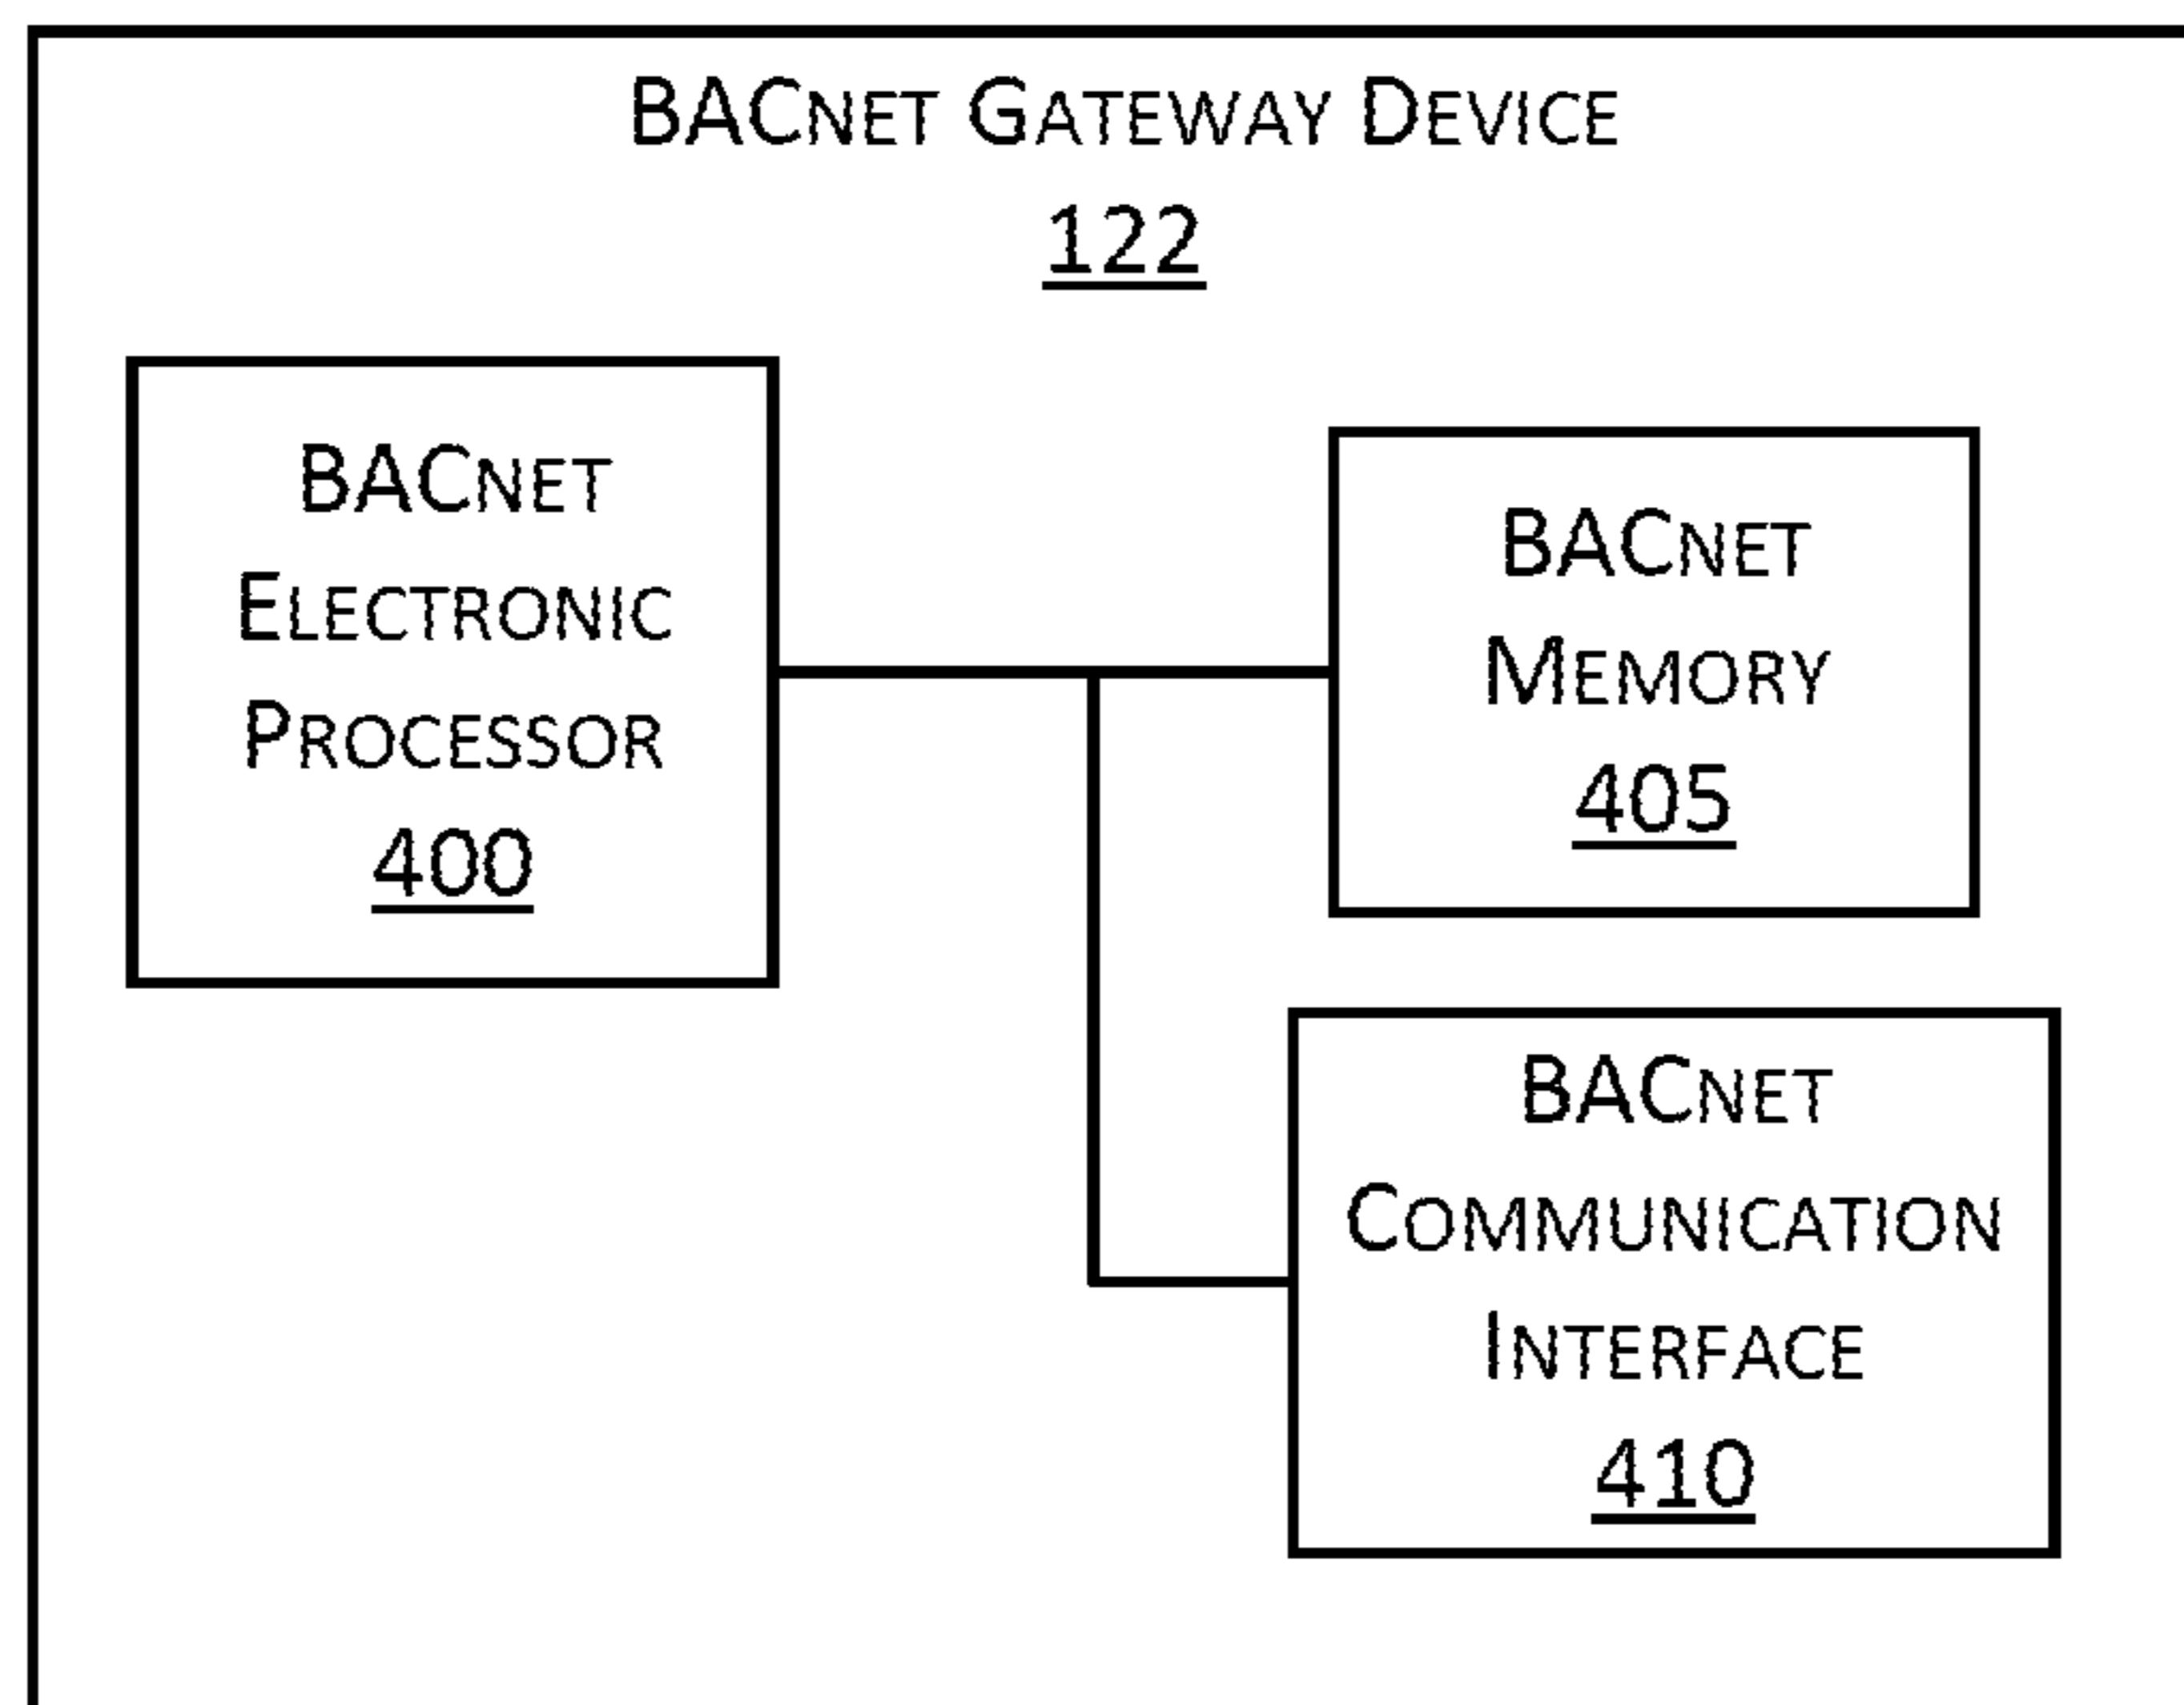 BACNET GATEWAY DEVICE
122
BACNET
ELECTRONIC
PROCESSOR
400
BACNET
MEMORY
405
BACNET
COMMUNICATION
INTERFACE
410